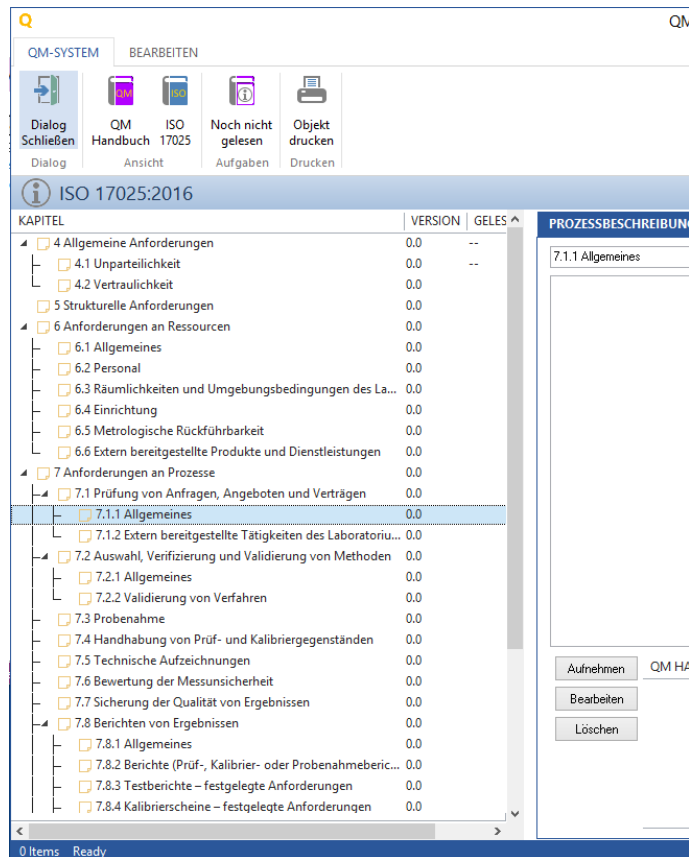 QM
QM-SYSTEM BEARBEITEN
Dialog Schließen
QM Handbuch
ISO 17025
Noch nicht gelesen
Objekt drucken
Dialog Ansicht Aufgaben Drucken
ISO 17025:2016
KAPITEL VERSION GELES
4 Allgemeine Anforderungen 0.0 --
4.1 Unparteilichkeit 0.0 --
4.2 Vertraulichkeit 0.0
5 Strukturelle Anforderungen 0.0
6 Anforderungen an Ressourcen 0.0
6.1 Allgemeines 0.0
6.2 Personal 0.0
6.3 Räumlichkeiten und Umgebungsbedingungen des La... 0.0
6.4 Einrichtung 0.0
6.5 Metrologische Rückführbarkeit 0.0
6.6 Extern bereitgestellte Produkte und Dienstleistungen 0.0
7 Anforderungen an Prozesse 0.0
7.1 Prüfung von Anfragen, Angeboten und Verträgen 0.0
7.1.1 Allgemeines 0.0
7.1.2 Extern bereitgestellte Tätigkeiten des Laboratoriu... 0.0
7.2 Auswahl, Verifizierung und Validierung von Methoden 0.0
7.2.1 Allgemeines 0.0
7.2.2 Validierung von Verfahren 0.0
7.3 Probenahme 0.0
7.4 Handhabung von Prüf- und Kalibriergegenständen 0.0
7.5 Technische Aufzeichnungen 0.0
7.6 Bewertung der Messunsicherheit 0.0
7.7 Sicherung der Qualität von Ergebnissen 0.0
7.8 Berichten von Ergebnissen 0.0
7.8.1 Allgemeines 0.0
7.8.2 Berichte (Prüf-, Kalibrier- oder Probenahmeberic... 0.0
7.8.3 Testberichte – festgelegte Anforderungen 0.0
7.8.4 Kalibrierscheine – festgelegte Anforderungen 0.0
PROZESSBESCHREIBUNG
7.1.1 Allgemeines
Aufnehmen QM HA
Bearbeiten
Löschen
0 Items Ready